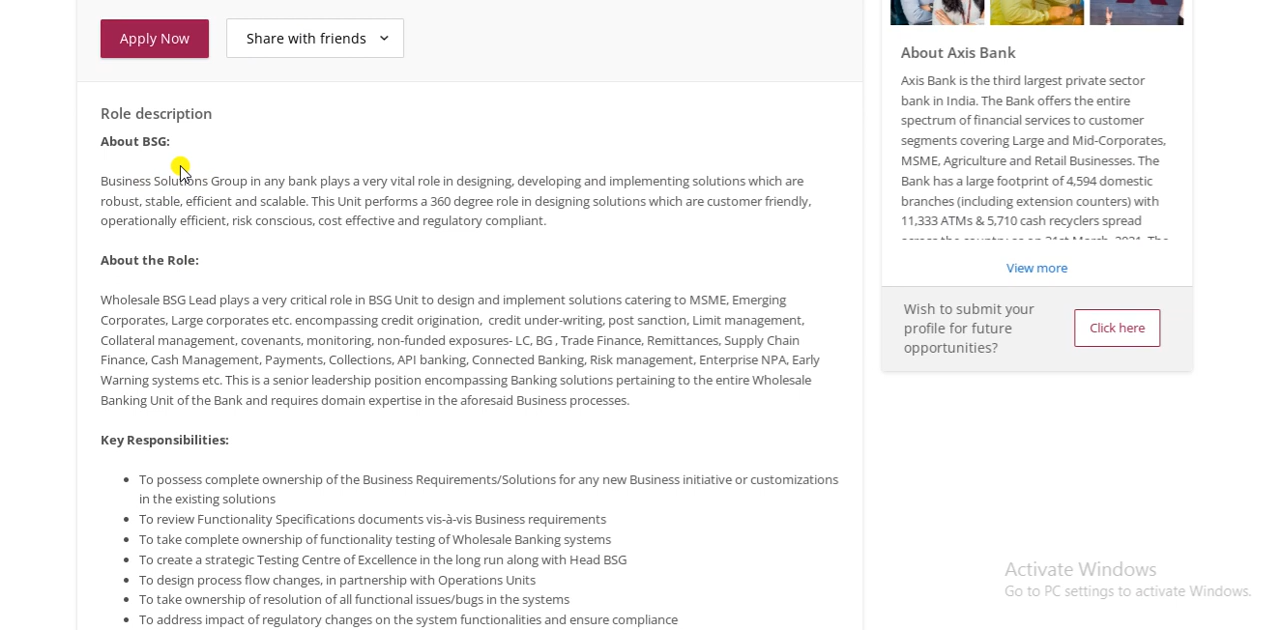 Apply Now
Share with friends
Role description
About BSG:
Business Solutions Group in any bank plays a very vital role in designing, developing and implementing solutions which are
robust, stable, efficient and scalable. This Unit performs a 360 degree role in designing solutions which are customer friendly,
operationally efficient, risk conscious, cost effective and regulatory compliant.
About the Role:
Wholesale BSG Lead plays a very critical role in BSG Unit to design and implement solutions catering to MSME, Emerging
Corporates, Large corporates etc. encompassing credit origination, credit under-writing, post sanction, Limit management,
Collateral management, covenants, monitoring, non-funded exposures- LC, BG , Trade Finance, Remittances, Supply Chain
Finance, Cash Management, Payments, Collections, API banking, Connected Banking, Risk management, Enterprise NPA, Early
Warning systems etc. This is a senior leadership position encompassing Banking solutions pertaining to the entire Wholesale
Banking Unit of the Bank and requires domain expertise in the aforesaid Business processes.
Key Responsibilities:
• To possess complete ownership of the Business Requirements/Solutions for any new Business initiative or customizations
in the existing solutions
• To review Functionality Specifications documents vis-à-vis Business requirements
• To take complete ownership of functionality testing of Wholesale Banking systems
• To create a strategic Testing Centre of Excellence in the long run along with Head BSG
• To design process flow changes, in partnership with Operations Units
• To take ownership of resolution of all functional issues/bugs in the systems
• To address impact of regulatory changes on the system functionalities and ensure compliance
About Axis Bank
Axis Bank is the third largest private sector
bank in India. The Bank offers the entire
spectrum of financial services to customer
segments covering Large and Mid-Corporates,
MSME, Agriculture and Retail Businesses. The
Bank has a large footprint of 4,594 domestic
branches (including extension counters) with
11,333 ATMs & 5,710 cash recyclers spread
across the country as on 31st March, 2021. The
View more
Wish to submit your
profile for future
opportunities?
Click here
Activate Windows
Go to PC settings to activate Windows.